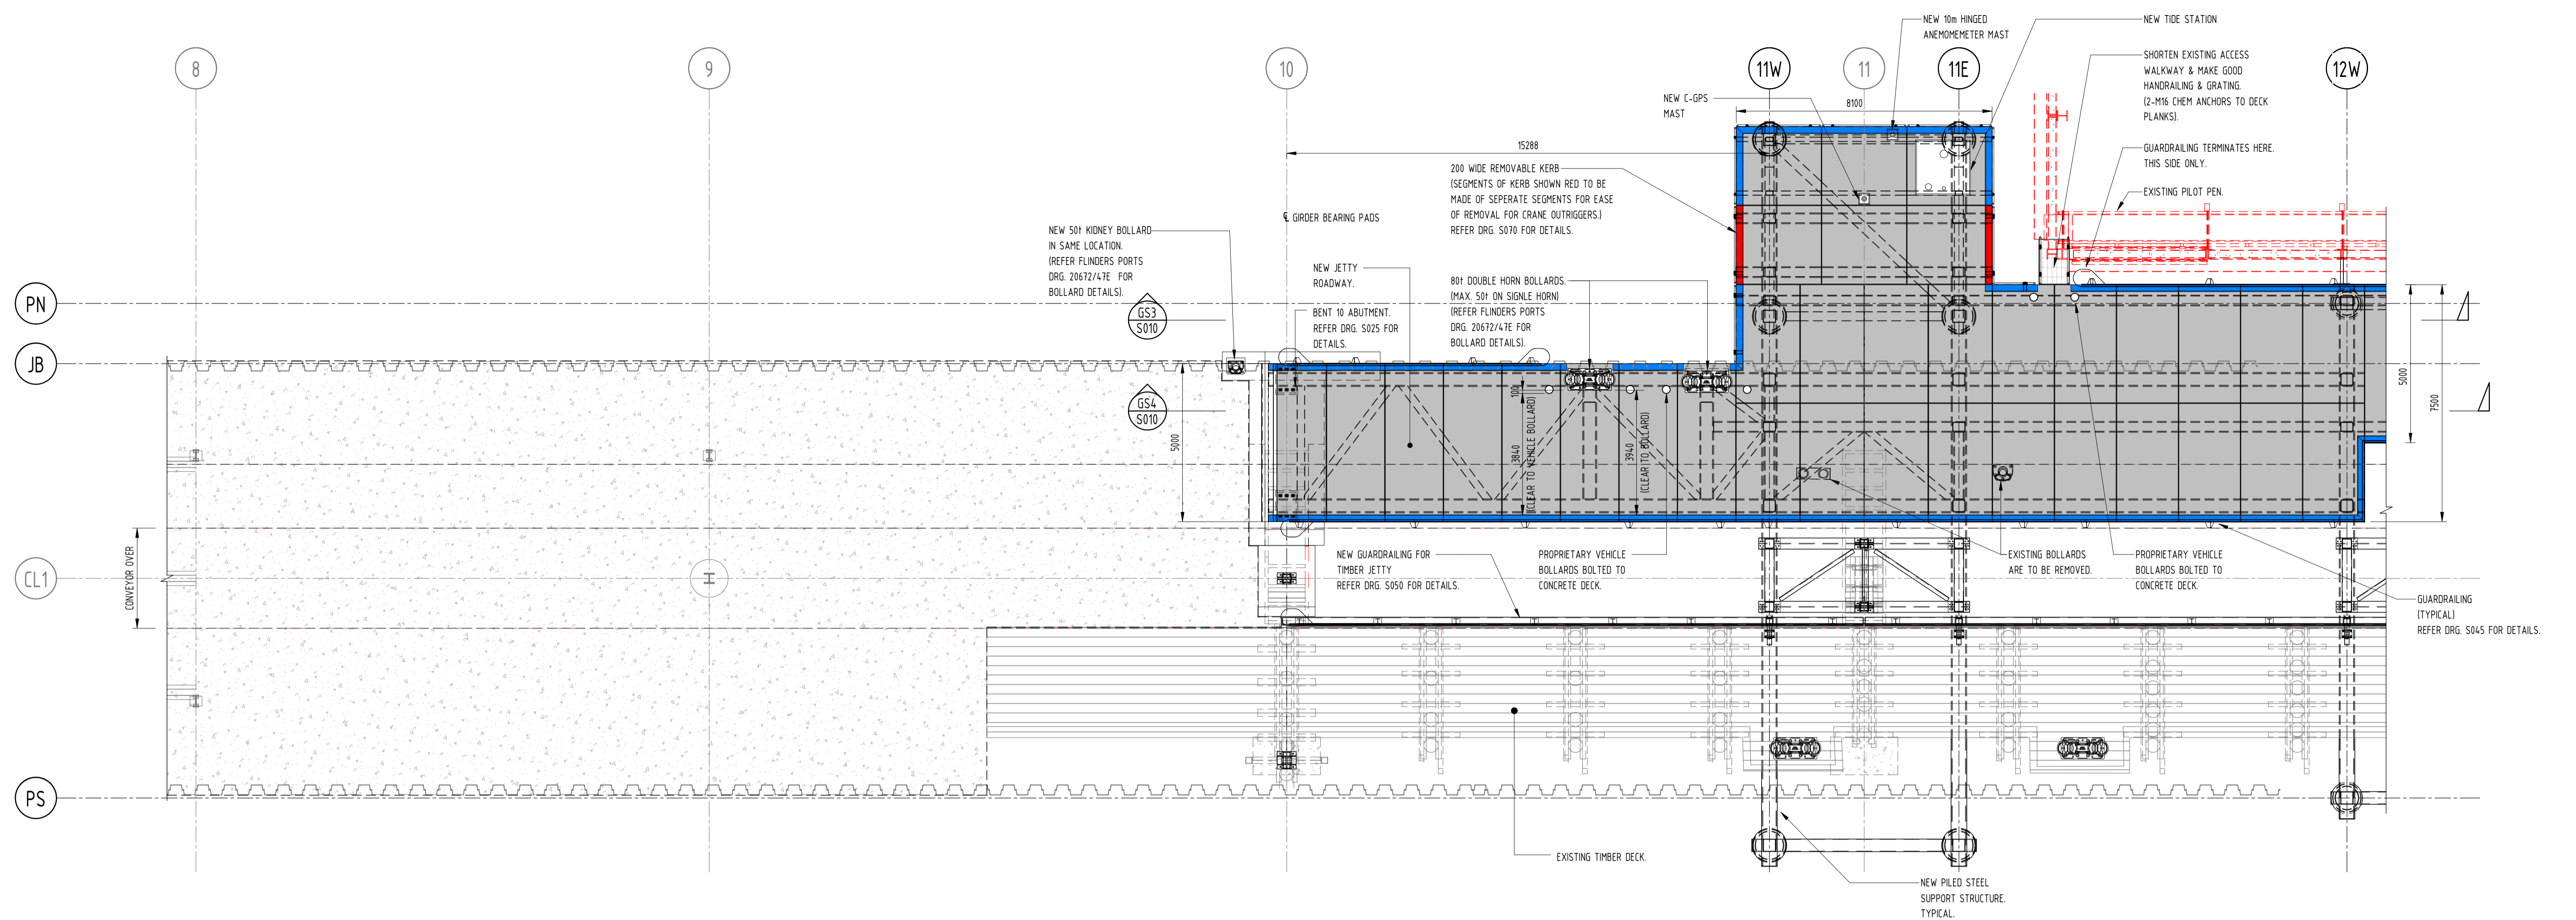 8
9
10
11W
11
11E
12W
PN
JB
CL1
PS
NEW 10m HINGED
ANEMOMEMETER MAST
NEW TIDE STATION
SHORTEN EXISTING ACCESS
WALKWAY & MAKE GOOD
HANDRAILING & GRATING.
(2-M16 CHEM ANCHORS TO DECK
PLANKS).
NEW C-GPS
MAST
8100
15288
GUARDRAILING TERMINATES HERE.
THIS SIDE ONLY.
EXISTING PILOT PEN.
200 WIDE REMOVABLE KERB
(SEGMENTS OF KERB SHOWN RED TO BE
MADE OF SEPERATE SEGMENTS FOR EASE
OF REMOVAL FOR CRANE OUTRIGGERS.)
REFER DRG. S070 FOR DETAILS.
℄ GIRDER BEARING PADS
NEW 50t KIDNEY BOLLARD
IN SAME LOCATION.
(REFER FLINDERS PORTS
DRG. 20672/47E FOR
BOLLARD DETAILS).
NEW JETTY
ROADWAY.
80t DOUBLE HORN BOLLARDS.
(MAX. 50t ON SIGNLE HORN)
(REFER FLINDERS PORTS
DRG. 20672/47E FOR
BOLLARD DETAILS).
BENT 10 ABUTMENT.
REFER DRG. S025 FOR
DETAILS.
GS3
S010
GS4
S010
5000
100
3840
(CLEAR TO VEHICLE BOLLARD)
3940
(CLEAR TO BOLLARD)
5000
7500
CONVEYOR OVER
NEW GUARDRAILING FOR
TIMBER JETTY
REFER DRG. S050 FOR DETAILS.
PROPRIETARY VEHICLE
BOLLARDS BOLTED TO
CONCRETE DECK.
EXISTING BOLLARDS
ARE TO BE REMOVED.
PROPRIETARY VEHICLE
BOLLARDS BOLTED TO
CONCRETE DECK.
GUARDRAILING
(TYPICAL)
REFER DRG. S045 FOR DETAILS.
EXISTING TIMBER DECK.
NEW PILED STEEL
SUPPORT STRUCTURE.
TYPICAL.